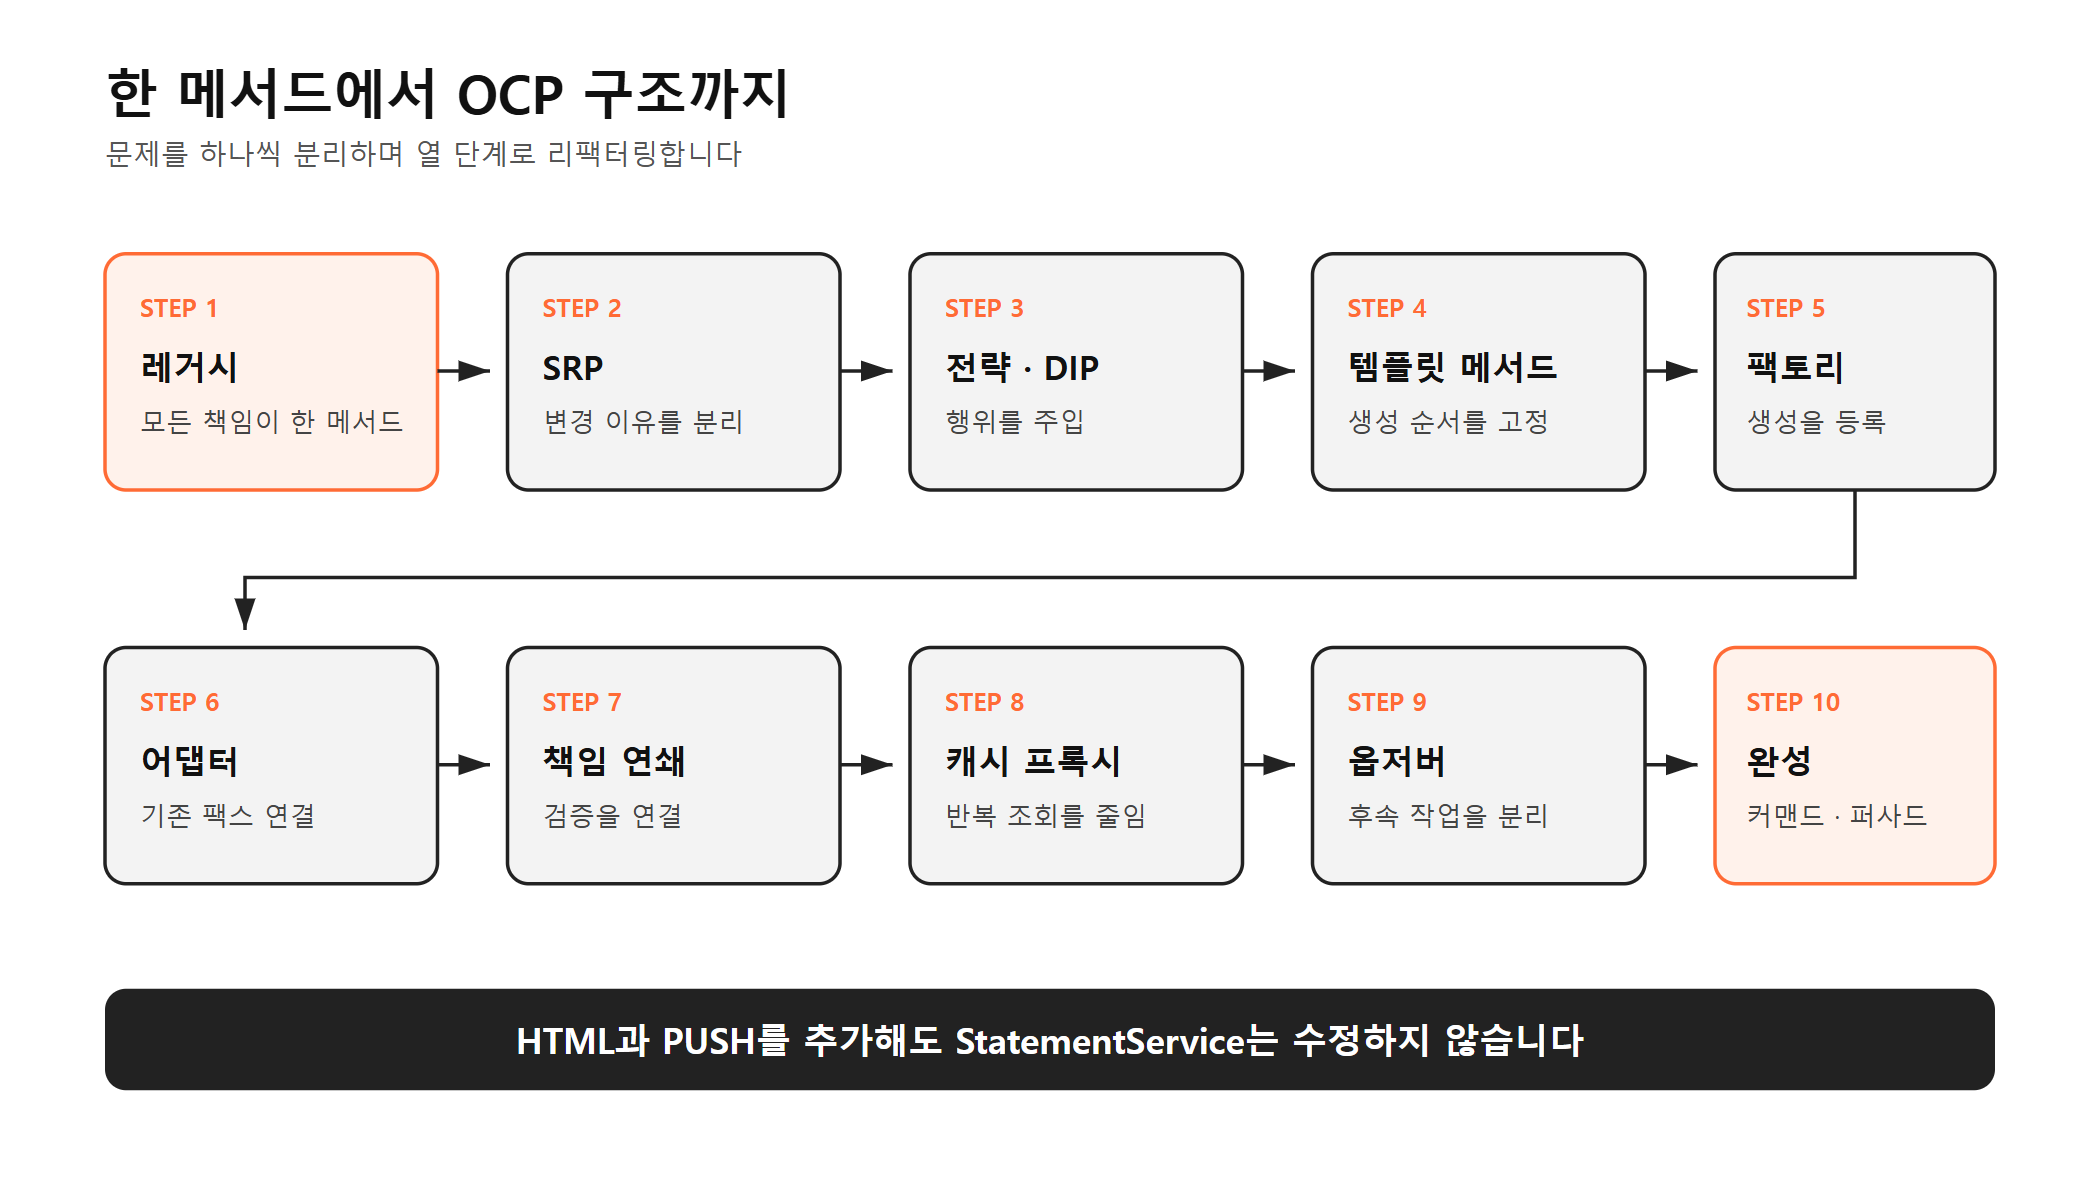 한 메서드에서 OCP 구조까지
문제를 하나씩 분리하며 열 단계로 리팩터링합니다
STEP 1
레거시
모든 책임이 한 메서드
STEP 2
SRP
변경 이유를 분리
STEP 3
전략 · DIP
행위를 주입
STEP 4
템플릿 메서드
생성 순서를 고정
STEP 5
팩토리
생성을 등록
STEP 6
어댑터
기존 팩스 연결
STEP 7
책임 연쇄
검증을 연결
STEP 8
캐시 프록시
반복 조회를 줄임
STEP 9
옵저버
후속 작업을 분리
STEP 10
완성
커맨드 · 퍼사드
HTML과 PUSH를 추가해도 StatementService는 수정하지 않습니다